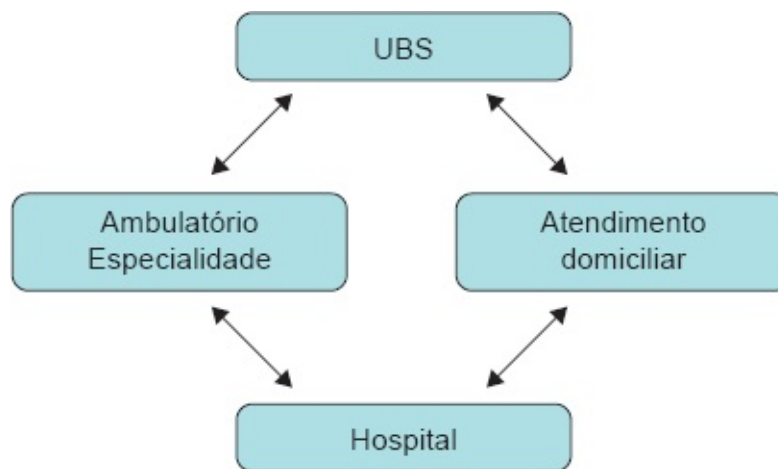 UBS
Ambulatório
Especialidade
Atendimento
domiciliar
Hospital